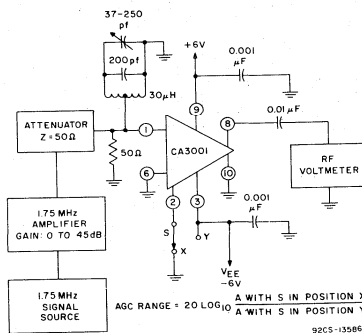 37-250
pf
200pf
30μH
+6V
0.001
μF
0.01 μF
ATTENUATOR
Z = 50Ω
50Ω
1
9
8
CA3001
6
10
2
3
RF
VOLTMETER
1.75 MHz
AMPLIFIER
GAIN: 0 TO 45dB
S
X
Y
0.001
μF
VEE
-6V
1.75 MHz
SIGNAL
SOURCE
AGC RANGE = 20 LOG10 A WITH S IN POSITION X
A WITH S IN POSITION Y
92CS-13586